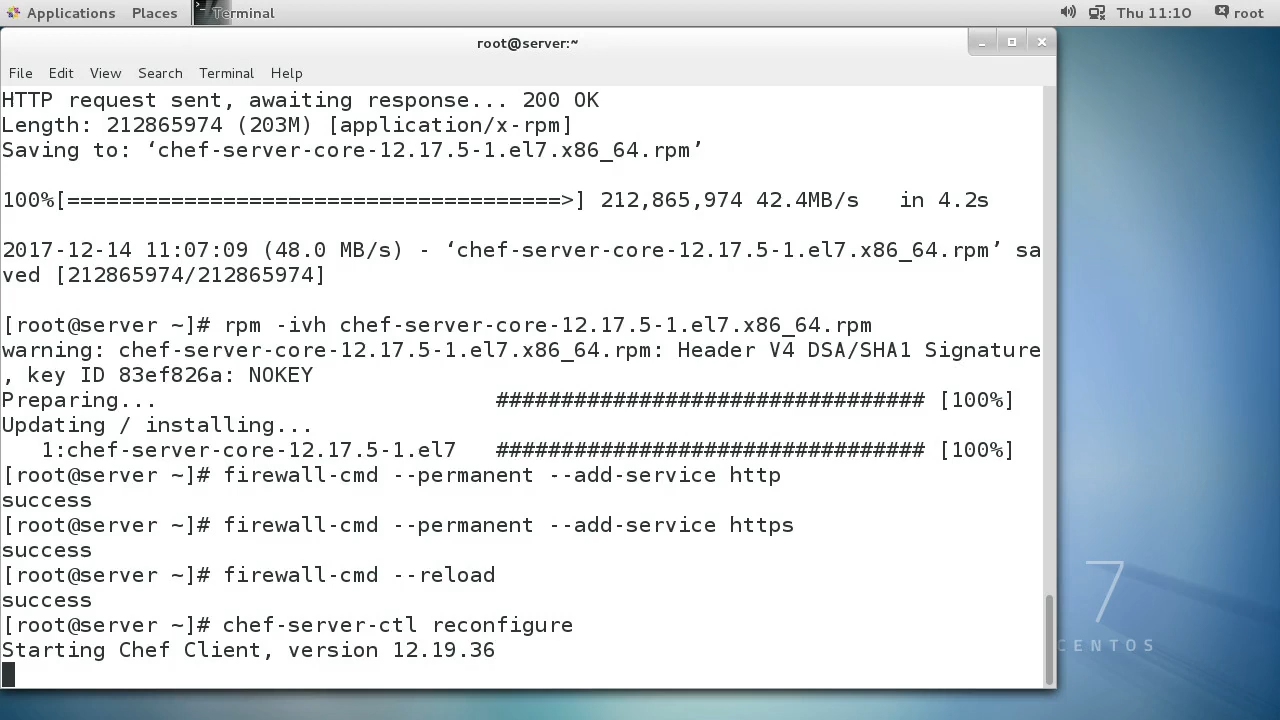 Applications Places Terminal Thu 11:10 root
root@server:~
File Edit View Search Terminal Help
HTTP request sent, awaiting response... 200 OK
Length: 212865974 (203M) [application/x-rpm]
Saving to: ‘chef-server-core-12.17.5-1.el7.x86_64.rpm’
100%[======================================>] 212,865,974 42.4MB/s   in 4.2s
2017-12-14 11:07:09 (48.0 MB/s) - ‘chef-server-core-12.17.5-1.el7.x86_64.rpm’ sa
ved [212865974/212865974]
[root@server ~]# rpm -ivh chef-server-core-12.17.5-1.el7.x86_64.rpm
warning: chef-server-core-12.17.5-1.el7.x86_64.rpm: Header V4 DSA/SHA1 Signature
, key ID 83ef826a: NOKEY
Preparing...                          ################################# [100%]
Updating / installing...
   1:chef-server-core-12.17.5-1.el7   ################################# [100%]
[root@server ~]# firewall-cmd --permanent --add-service http
success
[root@server ~]# firewall-cmd --permanent --add-service https
success
[root@server ~]# firewall-cmd --reload
success
[root@server ~]# chef-server-ctl reconfigure
Starting Chef Client, version 12.19.36
7
CENTOS